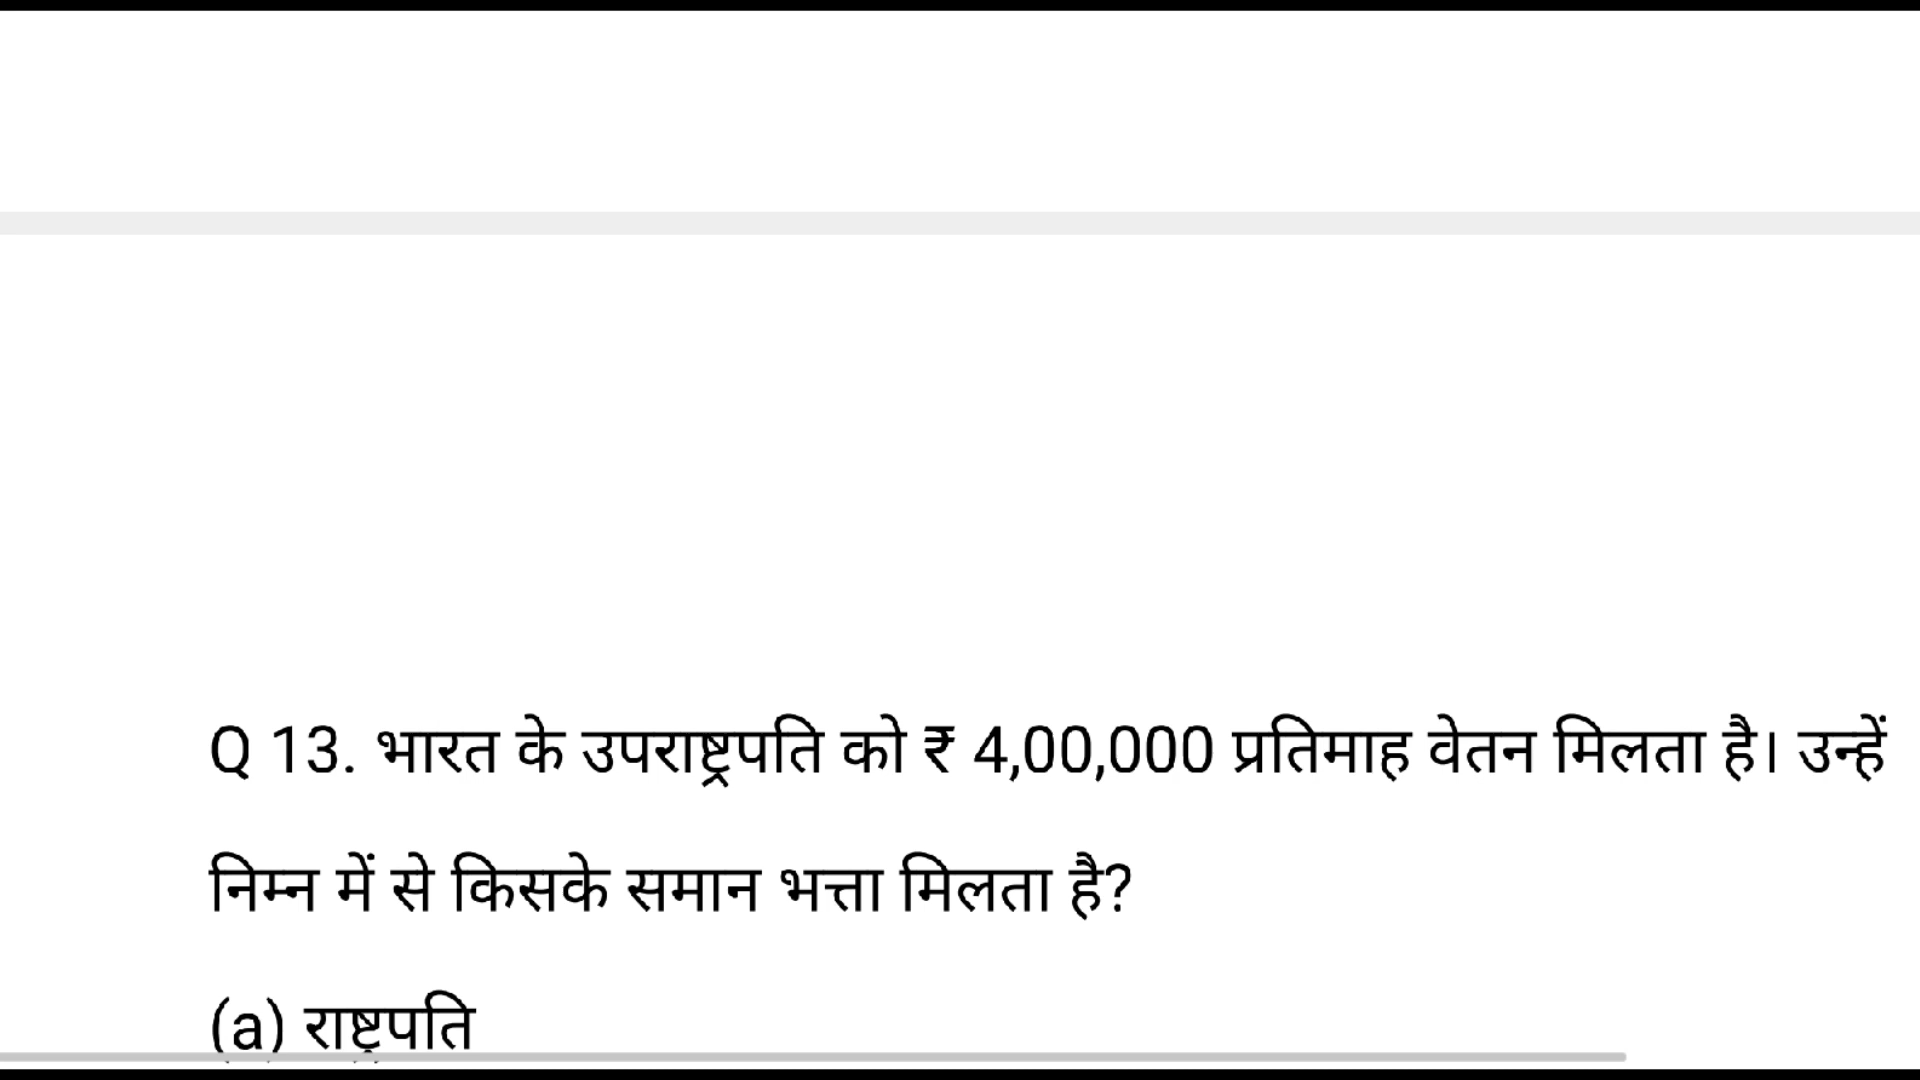 Q 13. भारत के उपराष्ट्रपति को ₹ 4,00,000 प्रतिमाह वेतन मिलता है। उन्हें
निम्न में से किसके समान भत्ता मिलता है?
(a) राष्ट्रपति